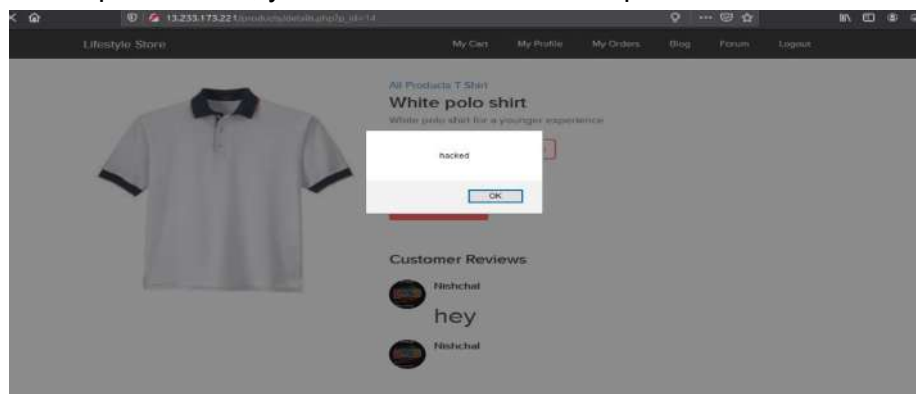 13.233.173.221/products/details.php?p_id=14
Lifestyle Store
My Cart
My Profile
My Orders
Blog
Forum
Logout
All Products T Shirt
White polo shirt
White polo shirt for a younger experience
hacked
OK
Customer Reviews
Nishchal
hey
Nishchal